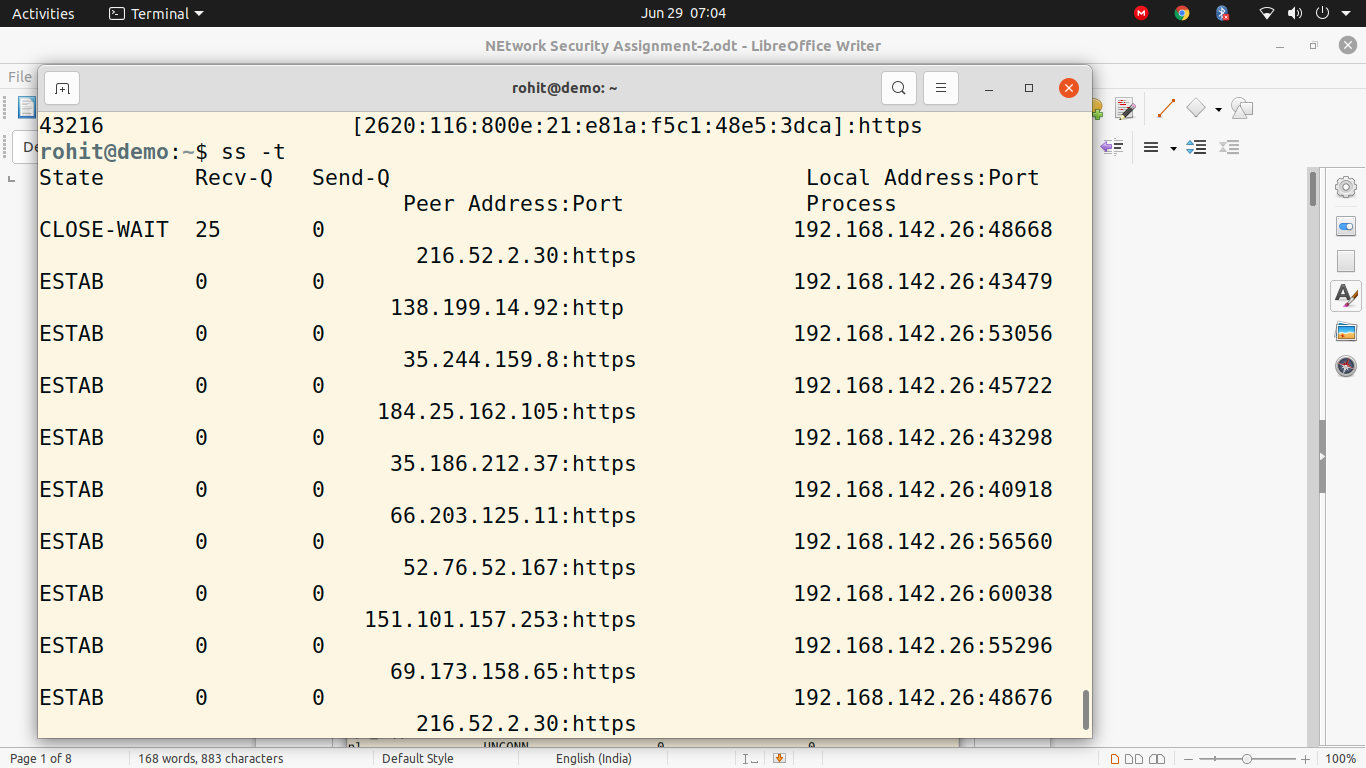 Activities Terminal Jun 29 07:04
NEtwork Security Assignment-2.odt - LibreOffice Writer
File
rohit@demo: ~
De
43216 [2620:116:800e:21:e81a:f5c1:48e5:3dca]:https
rohit@demo:~$ ss -t
State Recv-Q Send-Q Local Address:Port
Peer Address:Port Process
CLOSE-WAIT 25 0 192.168.142.26:48668
216.52.2.30:https
ESTAB 0 0 192.168.142.26:43479
138.199.14.92:http
ESTAB 0 0 192.168.142.26:53056
35.244.159.8:https
ESTAB 0 0 192.168.142.26:45722
184.25.162.105:https
ESTAB 0 0 192.168.142.26:43298
35.186.212.37:https
ESTAB 0 0 192.168.142.26:40918
66.203.125.11:https
ESTAB 0 0 192.168.142.26:56560
52.76.52.167:https
ESTAB 0 0 192.168.142.26:60038
151.101.157.253:https
ESTAB 0 0 192.168.142.26:55296
69.173.158.65:https
ESTAB 0 0 192.168.142.26:48676
216.52.2.30:https
UNCONN 0 0
Page 1 of 8 168 words, 883 characters Default Style English (India) 100%